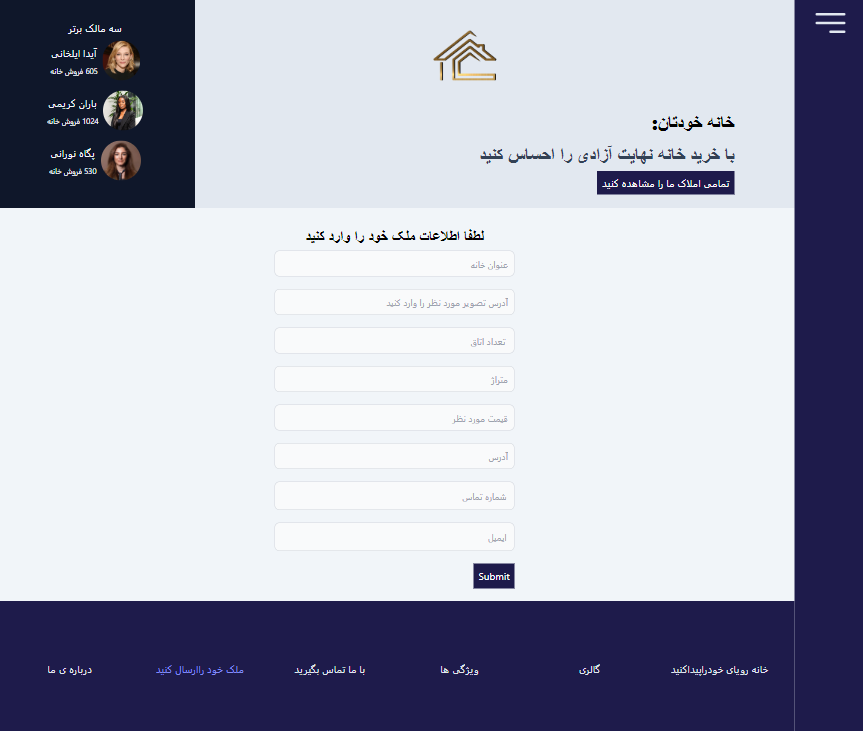 خانه خودتان:
با خرید خانه نهایت آزادی را احساس کنید
تمامی املاک ما را مشاهده کنید
سه مالک برتر
آیدا ایلخانی
605 فروش خانه
باران کریمی
1024 فروش خانه
پگاه نورانی
530 فروش خانه
لطفا اطلاعات ملک خود را وارد کنید
عنوان خانه
آدرس تصویر مورد نظر را وارد کنید
تعداد اتاق
متراژ
قیمت مورد نظر
آدرس
شماره تماس
ایمیل
Submit
خانه رویای خودراپیداکنید
گالری
ویژگی ها
با ما تماس بگیرید
ملک خود راارسال کنید
درباره ی ما